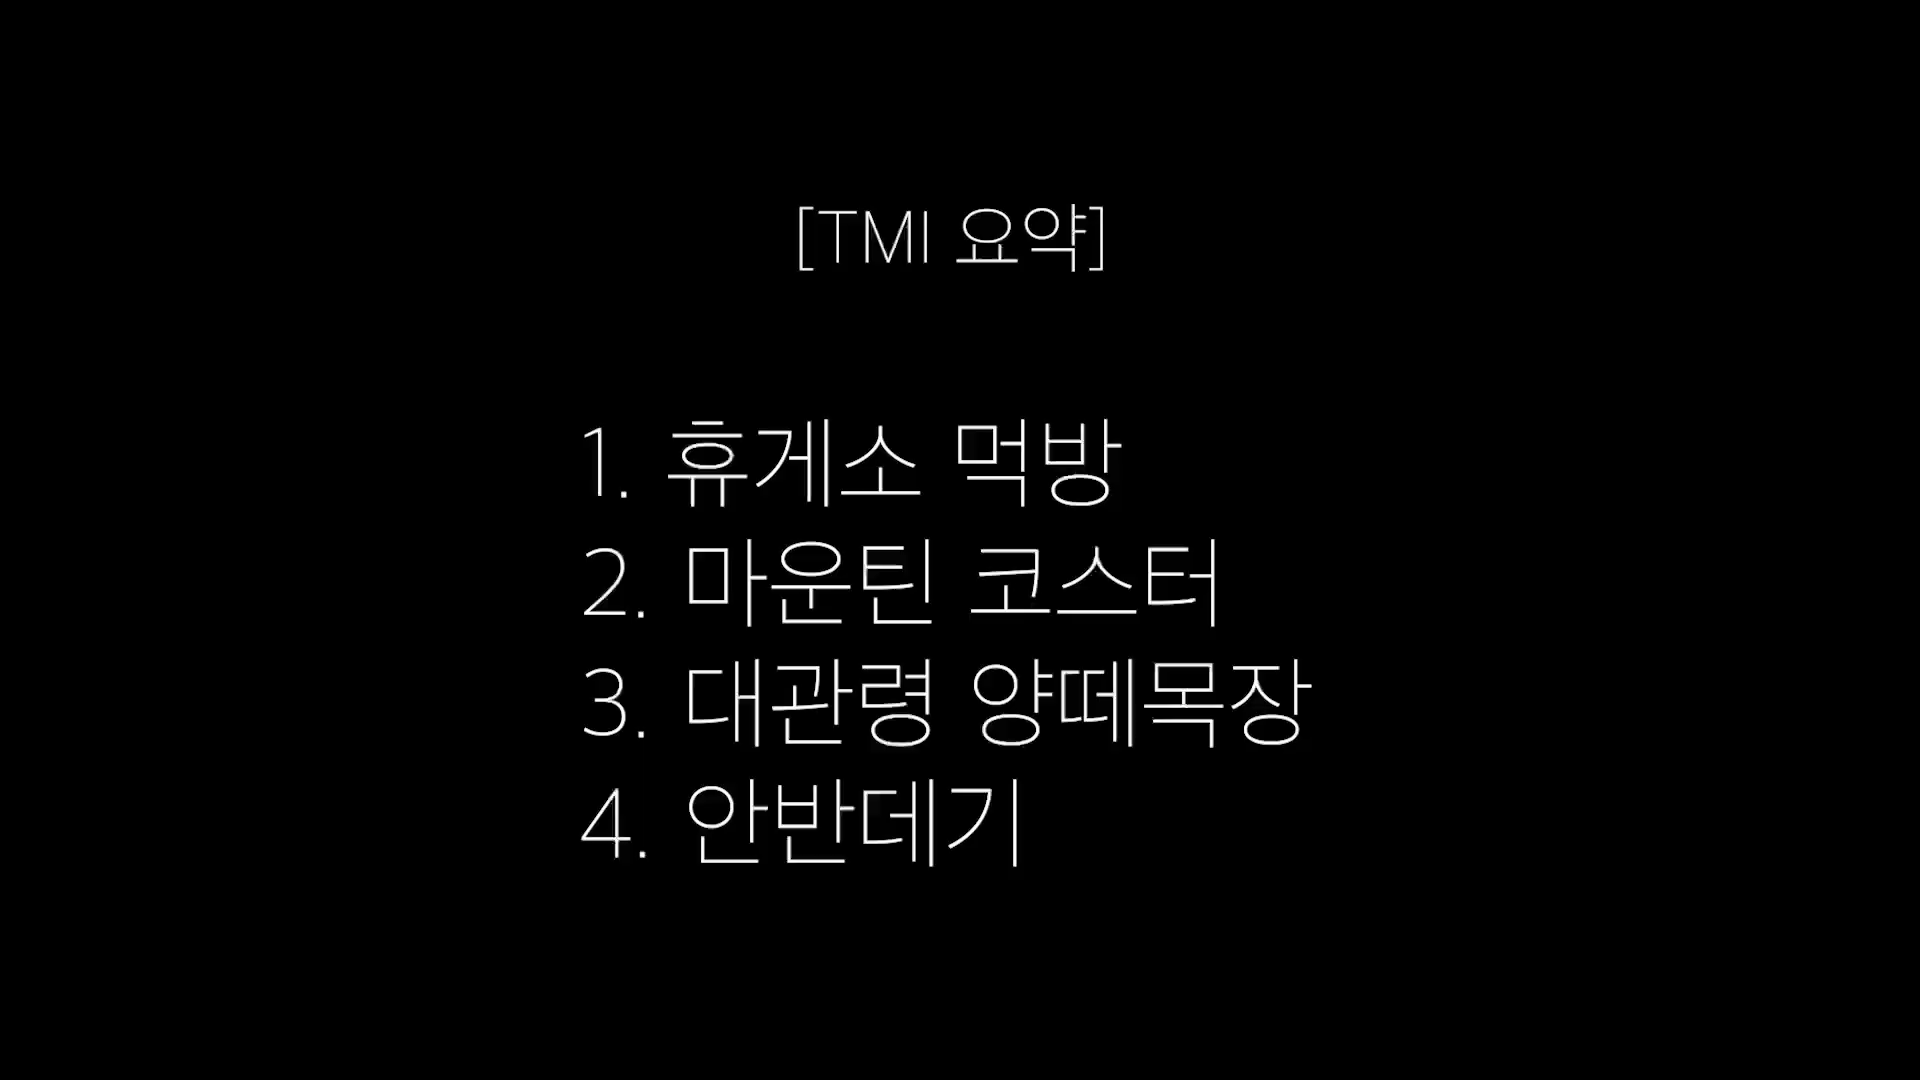 [TMI 요약]
1. 휴게소 먹방
2. 마운틴 코스터
3. 대관령 양떼목장
4. 안반데기